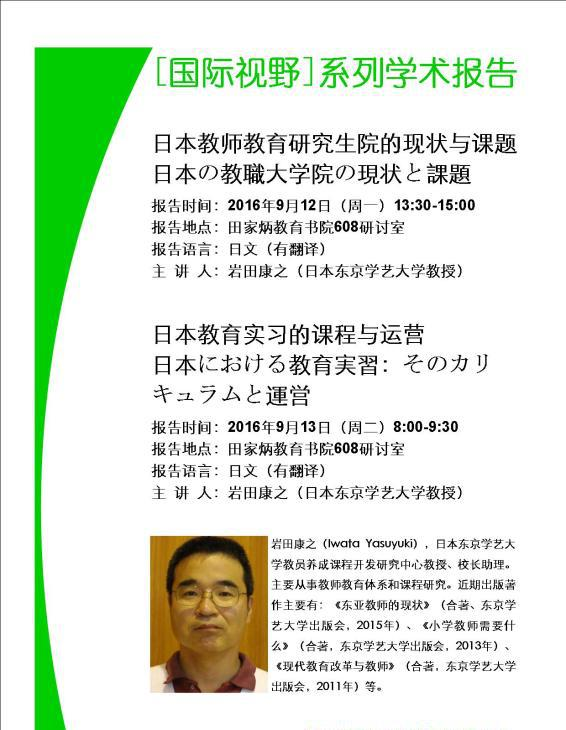 [国际视野]系列学术报告
日本教师教育研究生院的现状与课题
日本の教職大学院の現状と課題
报告时间：2016年9月12日（周一）13:30-15:00
报告地点：田家炳教育书院608研讨室
报告语言：日文（有翻译）
主 讲 人：岩田康之（日本东京学艺大学教授）
日本教育实习的课程与运营
日本における教育実習：そのカリ
キュラムと運営
报告时间：2016年9月13日（周二）8:00-9:30
报告地点：田家炳教育书院608研讨室
报告语言：日文（有翻译）
主 讲 人：岩田康之（日本东京学艺大学教授）
岩田康之（Iwata Yasuyuki），日本东京学艺大
学教员养成课程开发研究中心教授、校长助理。
主要从事教师教育体系和课程研究。近期出版著
作主要有：《东亚教师的现状》（合著、东京学
艺大学出版会，2015年）、《小学教师需要什
么》（合著，东京学艺大学出版会，2013年）、
《现代教育改革与教师》（合著，东京学艺大学
出版会，2011年）等。